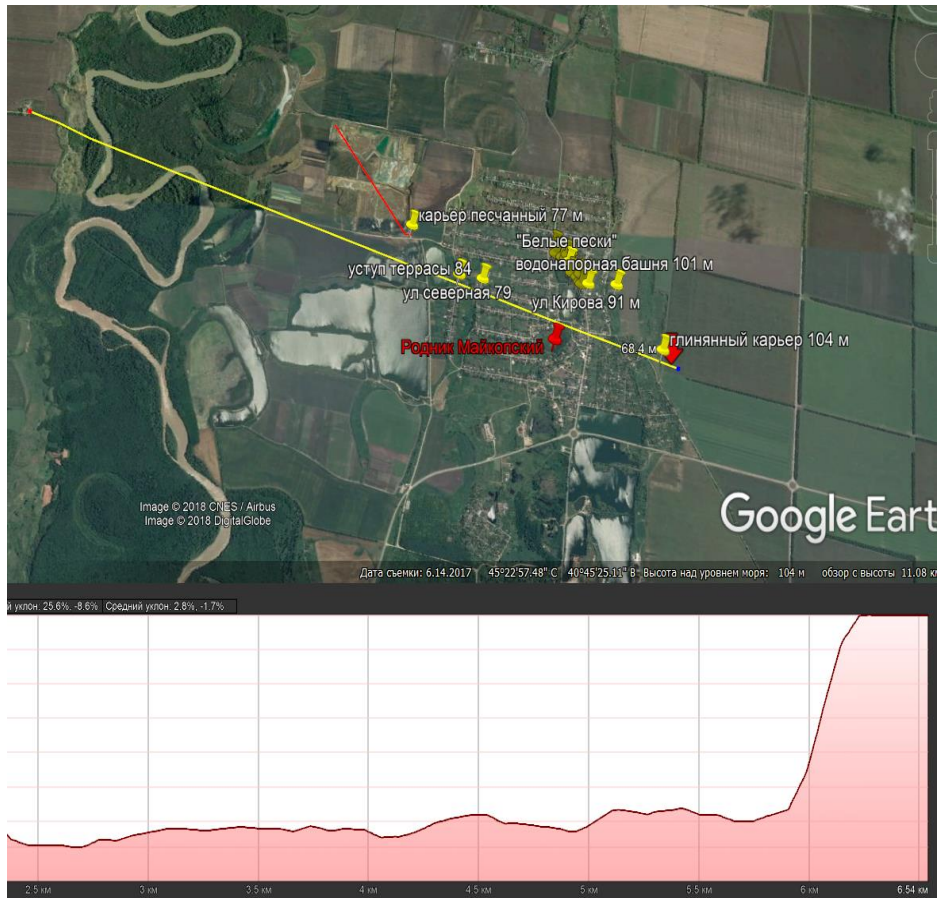 карьер песчанный 77 м
"Белые пески"
уступ террасы 84
водонапорная башня 101 м
ул северная 79
ул Кирова 91 м
Родник Майкопский
68.4 м
глинянный карьер 104 м
Image © 2018 CNES / Airbus
Image © 2018 DigitalGlobe
Google Eart
Дата съемки: 6.14.2017 45°22'57.48" С 40°45'25.11" В Высота над уровнем моря: 104 м обзор с высоты 11.08 км
й уклон: 25.6%, -8.6% Средний уклон: 2.8%, -1.7%
2.5 км 3 км 3.5 км 4 км 4.5 км 5 км 5.5 км 6 км 6.54 км